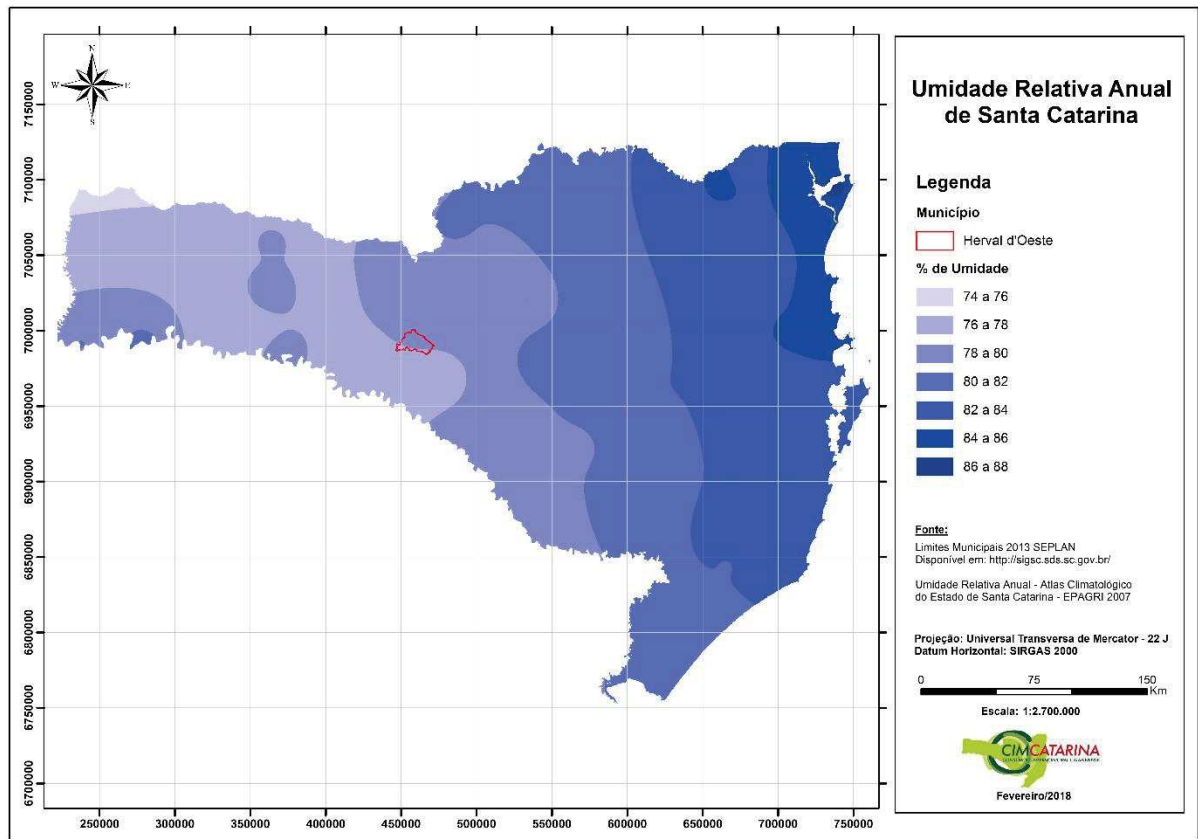 N
W
E
S
7150000
7100000
7050000
7000000
6950000
6900000
6850000
6800000
6750000
6700000
250000
300000
350000
400000
450000
500000
550000
600000
650000
700000
750000
Umidade Relativa Anual
de Santa Catarina
Legenda
Município
Herval d'Oeste
% de Umidade
74 a 76
76 a 78
78 a 80
80 a 82
82 a 84
84 a 86
86 a 88
Fonte:
Limites Municipais 2013 SEPLAN
Disponível em: http://sigsc.sds.sc.gov.br/
Umidade Relativa Anual - Atlas Climatológico
do Estado de Santa Catarina - EPAGRI 2007
Projeção: Universal Transversa de Mercator - 22 J
Datum Horizontal: SIRGAS 2000
0 75 150
Km
Escala: 1:2.700.000
CIMCATARINA
Fevereiro/2018